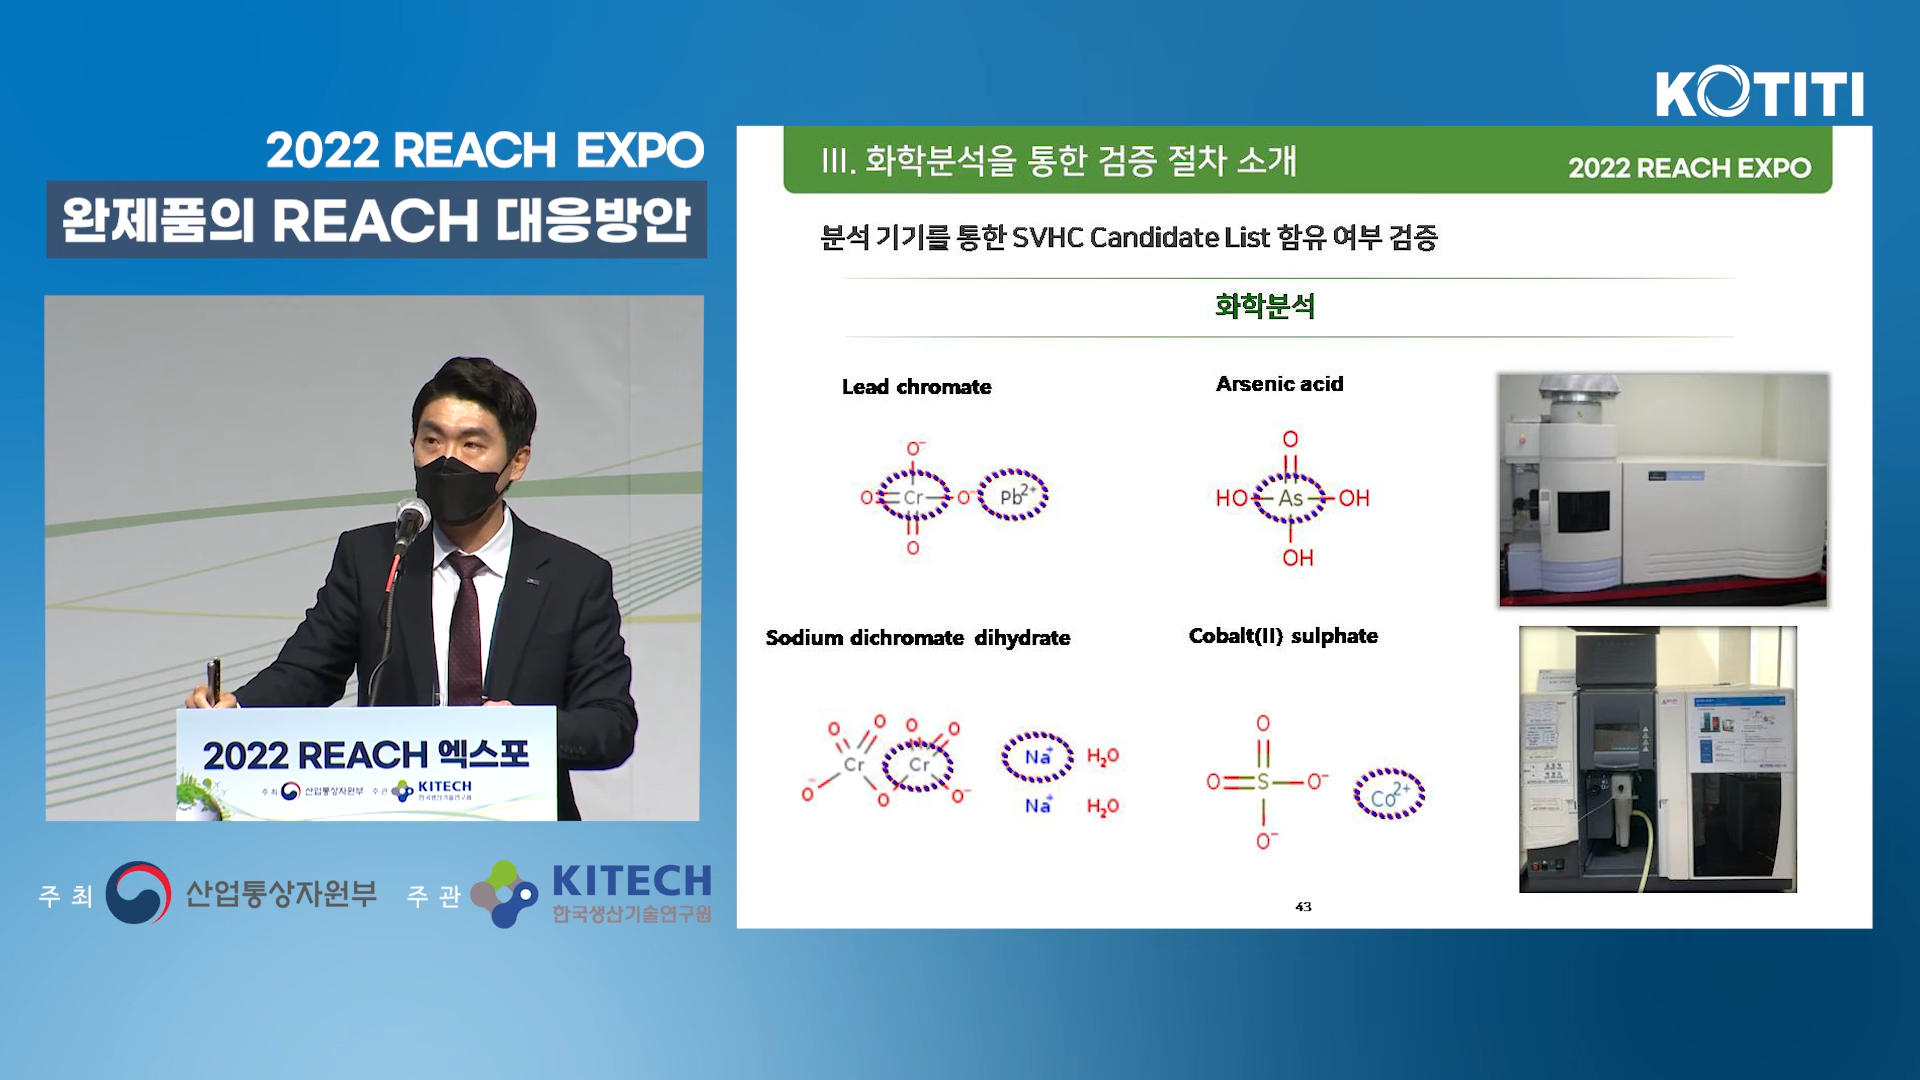 KOTITI
2022 REACH EXPO
완제품의 REACH 대응방안
III. 화학분석을 통한 검증 절차 소개
2022 REACH EXPO
분석 기기를 통한 SVHC Candidate List 함유 여부 검증
화학분석
Lead chromate
Arsenic acid
O⁻
O Cr O⁻ Pb²⁺
O
O
HO As OH
OH
Sodium dichromate dihydrate
Cobalt(II) sulphate
O O O O
Cr Cr
O⁻ O O⁻
Na⁺ H₂O
Na⁺ H₂O
O
O S O⁻ Co²⁺
O⁻
43
2022 REACH 엑스포
주최 산업통상자원부 주관 KITECH
한국생산기술연구원
주최 산업통상자원부 주관 KITECH
한국생산기술연구원